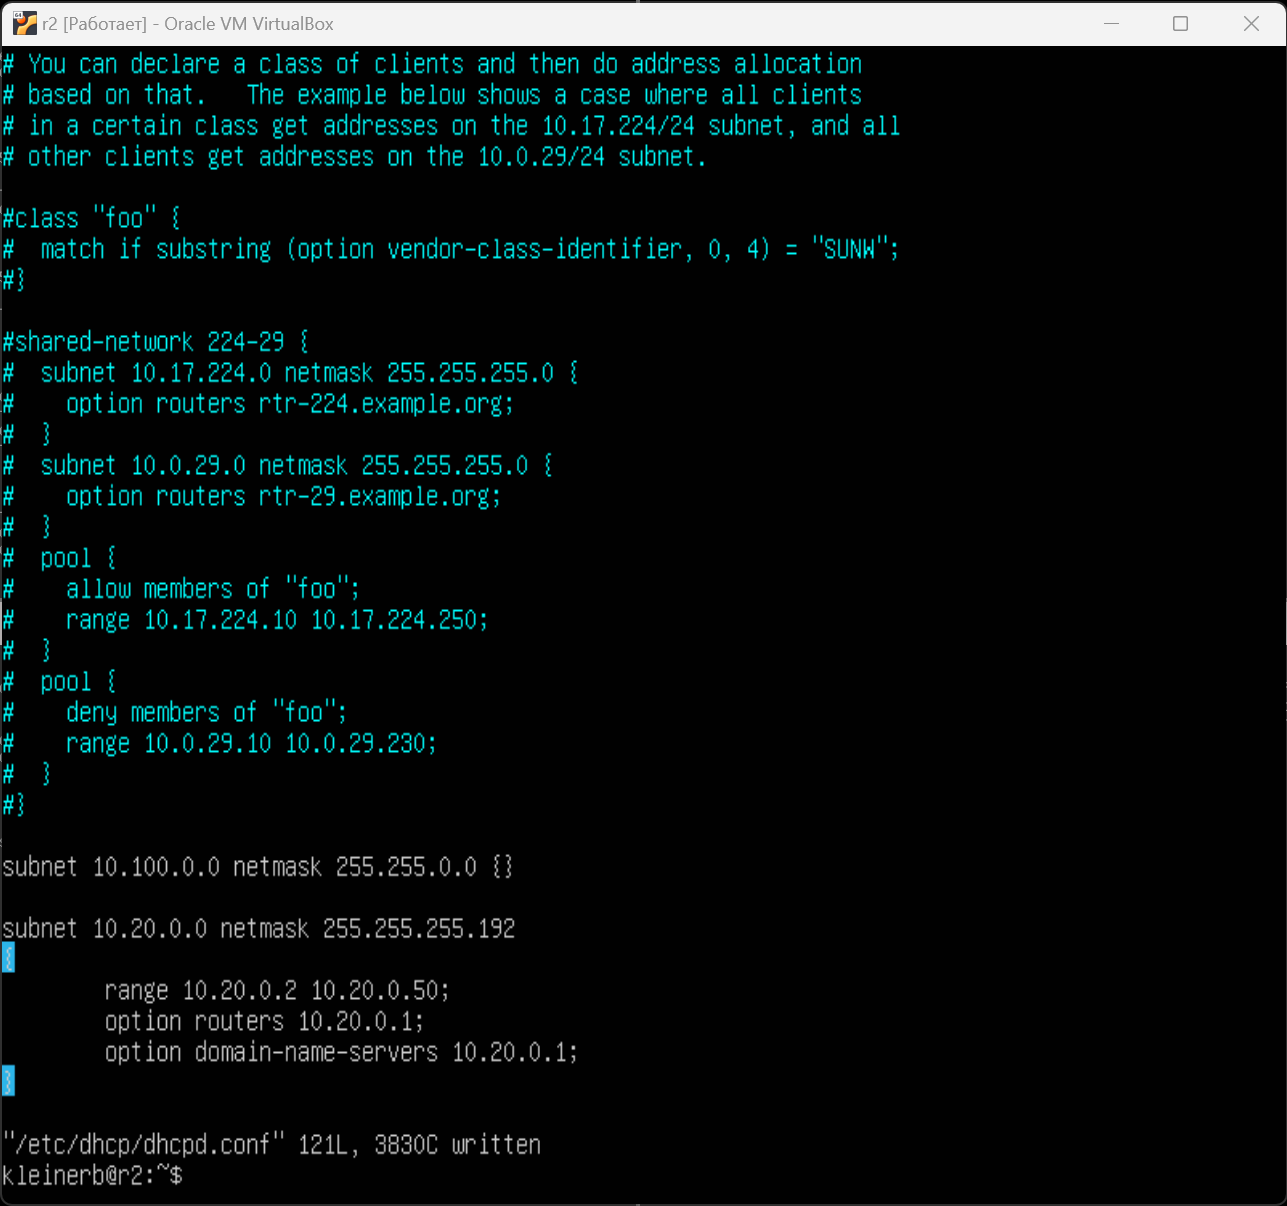 r2 [Работает] - Oracle VM VirtualBox
# You can declare a class of clients and then do address allocation
# based on that.   The example below shows a case where all clients
# in a certain class get addresses on the 10.17.224/24 subnet, and all
# other clients get addresses on the 10.0.29/24 subnet.
#class "foo" {
#  match if substring (option vendor-class-identifier, 0, 4) = "SUNW";
#}
#shared-network 224-29 {
#  subnet 10.17.224.0 netmask 255.255.255.0 {
#    option routers rtr-224.example.org;
#  }
#  subnet 10.0.29.0 netmask 255.255.255.0 {
#    option routers rtr-29.example.org;
#  }
#  pool {
#    allow members of "foo";
#    range 10.17.224.10 10.17.224.250;
#  }
#  pool {
#    deny members of "foo";
#    range 10.0.29.10 10.0.29.230;
#  }
#}
subnet 10.100.0.0 netmask 255.255.0.0 {}
subnet 10.20.0.0 netmask 255.255.255.192
{
        range 10.20.0.2 10.20.0.50;
        option routers 10.20.0.1;
        option domain-name-servers 10.20.0.1;
}
"/etc/dhcp/dhcpd.conf" 121L, 3830C written
kleinerb@r2:~$